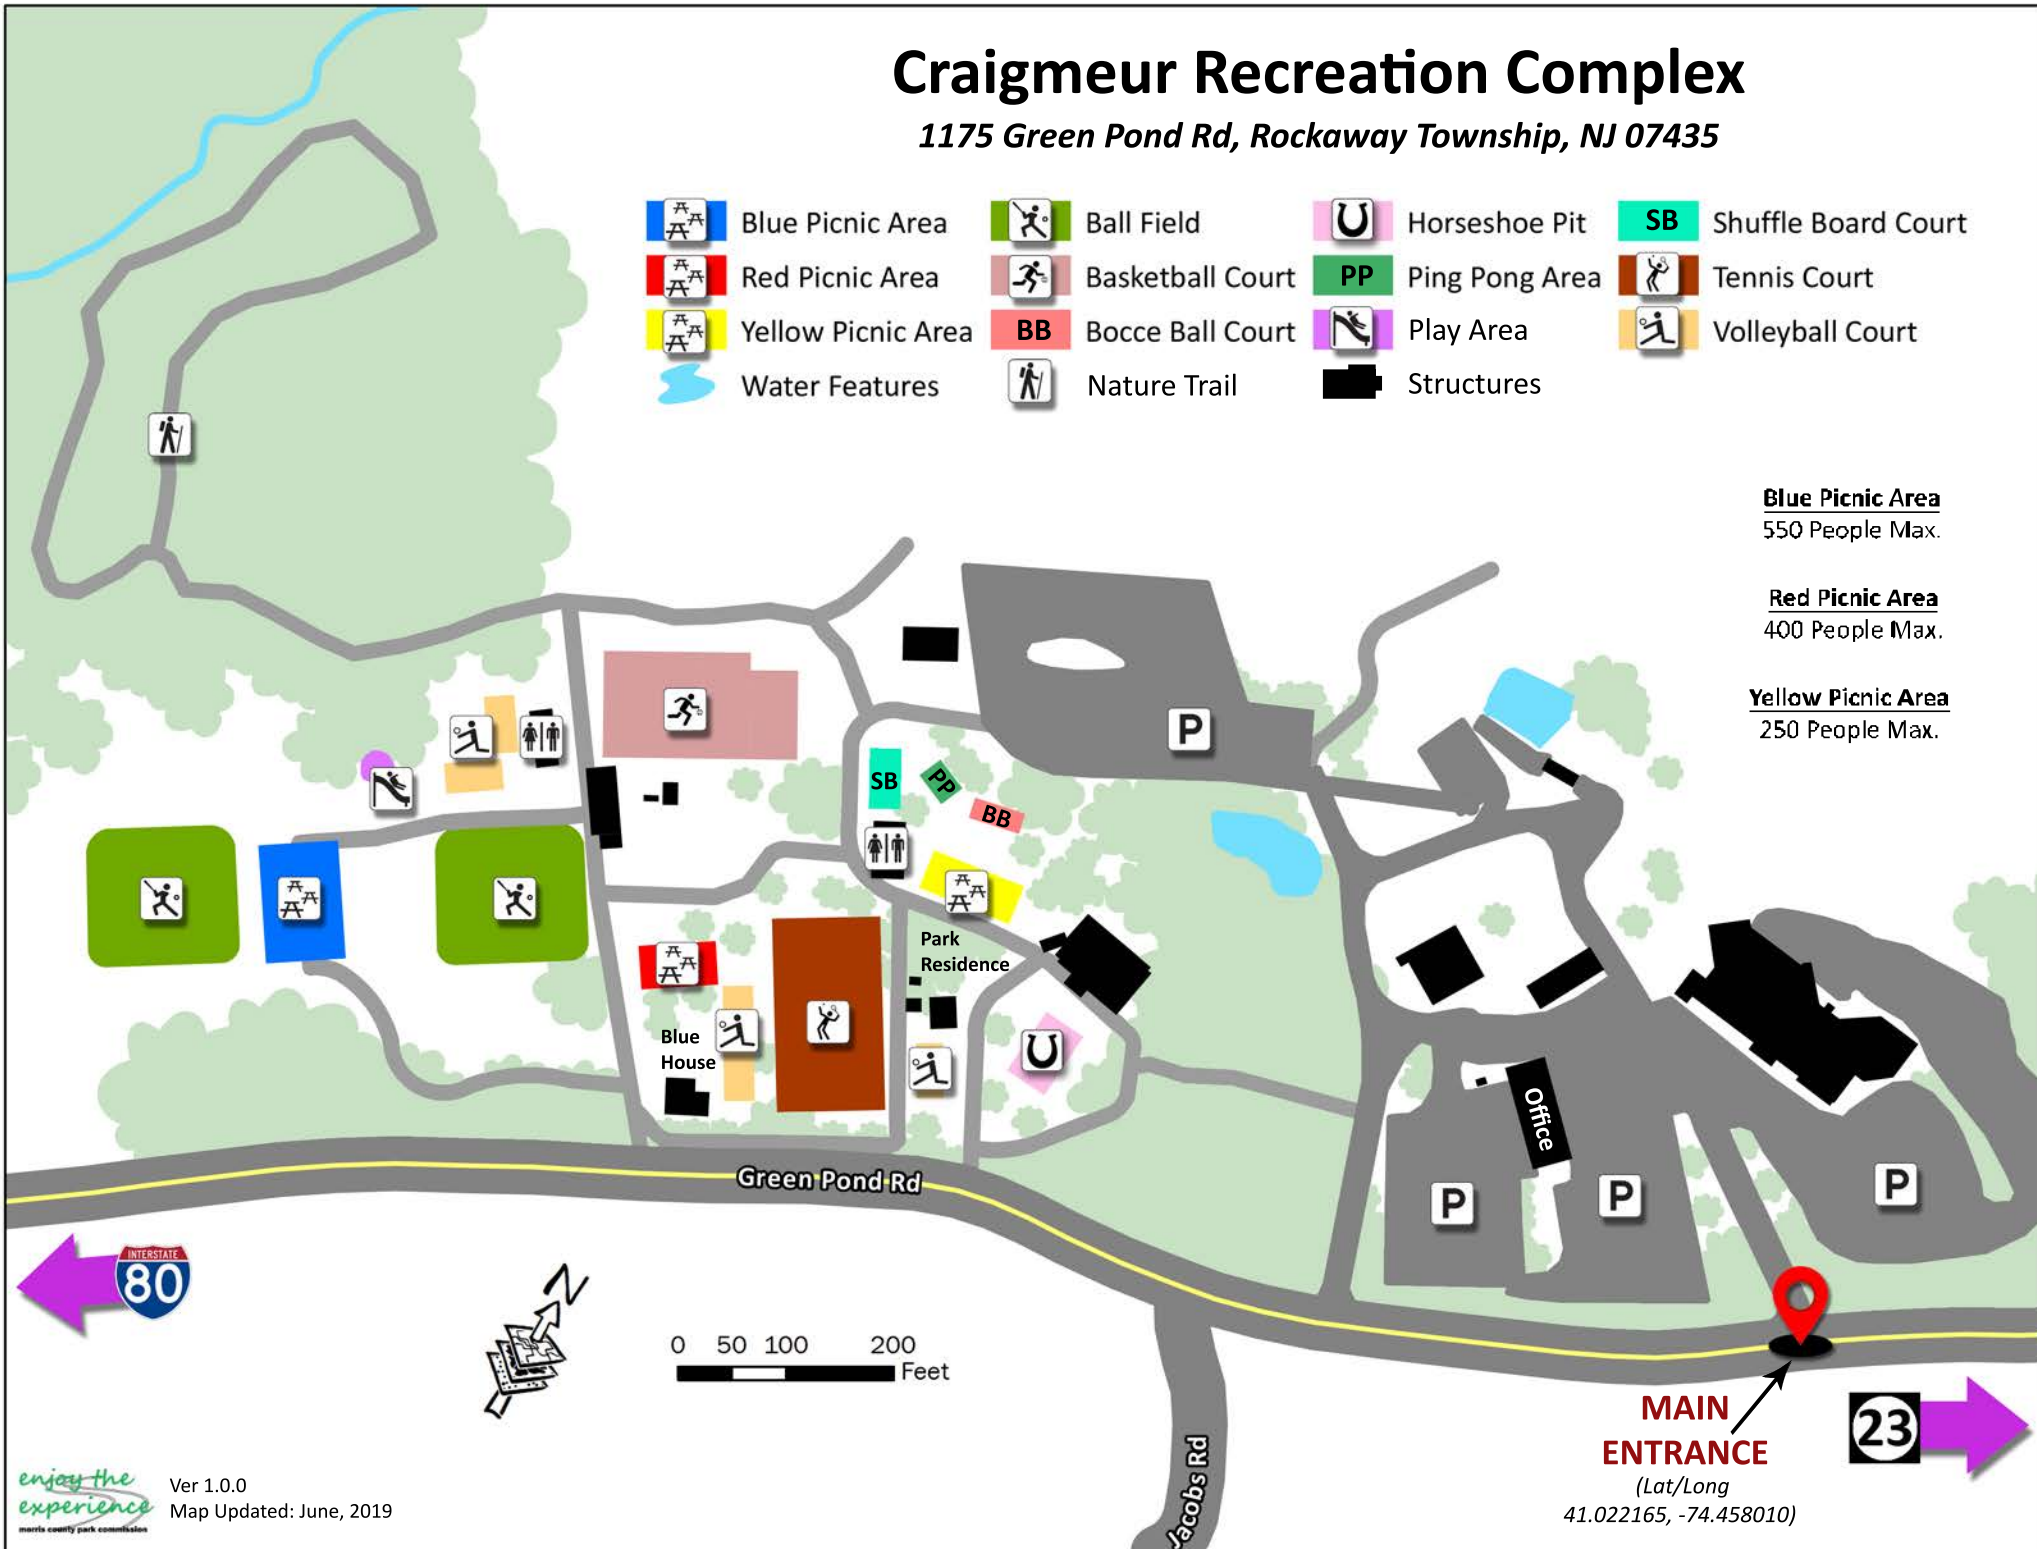 Craigmeur Recreation Complex
1175 Green Pond Rd, Rockaway Township, NJ 07435
Blue Picnic Area
Ball Field
Horseshoe Pit
SB Shuffle Board Court
Red Picnic Area
Basketball Court
PP Ping Pong Area
Tennis Court
Yellow Picnic Area
BB Bocce Ball Court
Play Area
Volleyball Court
Water Features
Nature Trail
Structures
Blue Picnic Area
550 People Max.
Red Picnic Area
400 People Max.
Yellow Picnic Area
250 People Max.
P
SB
PP
BB
Park
Residence
Blue
House
Office
P
P
P
Green Pond Rd
INTERSTATE
80
N
0 50 100 200
Feet
MAIN
ENTRANCE
(Lat/Long
41.022165, -74.458010)
23
Jacobs Rd
enjoy the
experience
morris county park commission
Ver 1.0.0
Map Updated: June, 2019